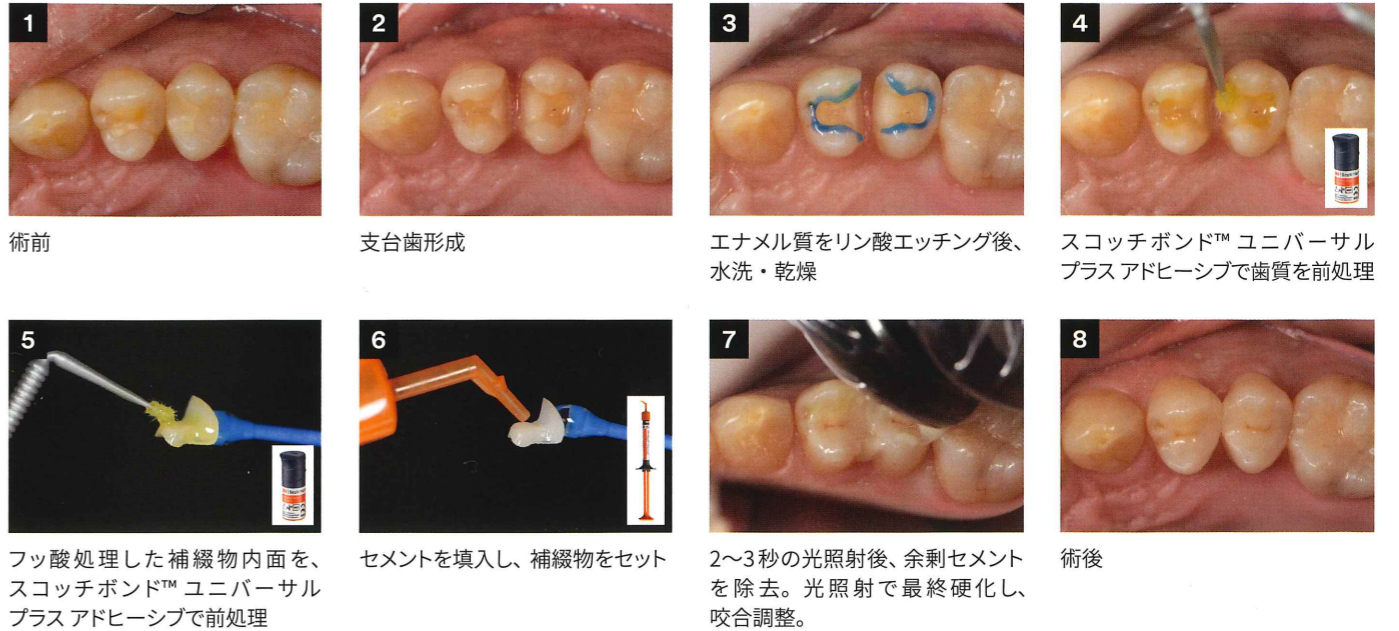 1
術前
2
支台歯形成
3
エナメル質をリン酸エッチング後、
水洗・乾燥
4
スコッチボンド™ ユニバーサル
プラス アドヒーシブで歯質を前処理
5
フッ酸処理した補綴物内面を、
スコッチボンド™ ユニバーサル
プラス アドヒーシブで前処理
6
セメントを填入し、補綴物をセット
7
2〜3秒の光照射後、余剰セメント
を除去。光照射で最終硬化し、
咬合調整。
8
術後